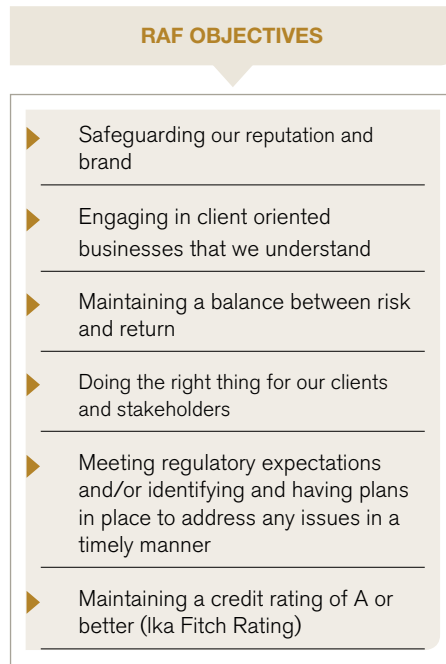 RAF OBJECTIVES
Safeguarding our reputation and
brand
Engaging in client oriented
businesses that we understand
Maintaining a balance between risk
and return
Doing the right thing for our clients
and stakeholders
Meeting regulatory expectations
and/or identifying and having plans
in place to address any issues in a
timely manner
Maintaining a credit rating of A or
better (lka Fitch Rating)